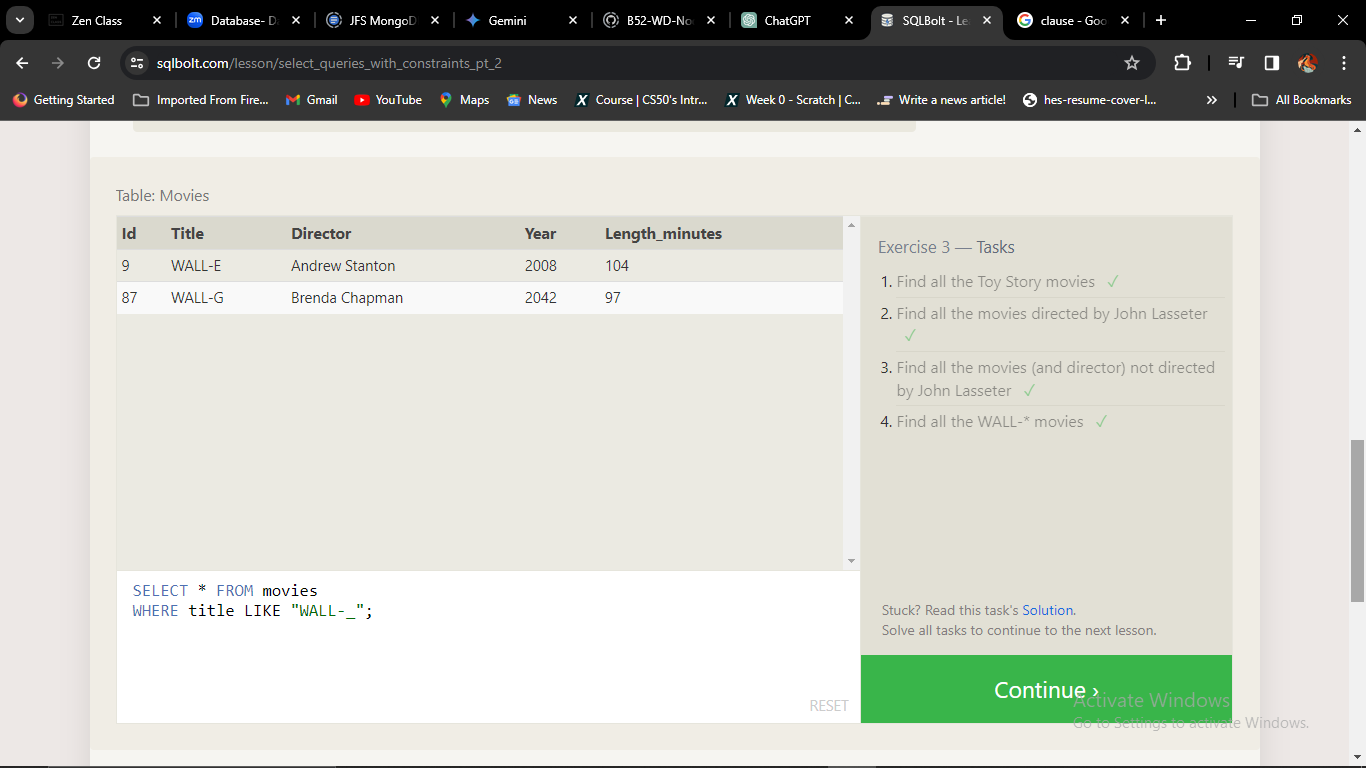 Zen Class
zm Database- Da
JFS MongoD
Gemini
B52-WD-No
ChatGPT
SQLBolt - Le
clause - Goo
sqlbolt.com/lesson/select_queries_with_constraints_pt_2
Getting Started
Imported From Fire...
Gmail
YouTube
Maps
News
Course | CS50's Intr...
Week 0 - Scratch | C...
Write a news article!
hes-resume-cover-l...
»
All Bookmarks
Table: Movies
Id Title Director Year Length_minutes
9 WALL-E Andrew Stanton 2008 104
87 WALL-G Brenda Chapman 2042 97
Exercise 3 — Tasks
1. Find all the Toy Story movies ✓
2. Find all the movies directed by John Lasseter
✓
3. Find all the movies (and director) not directed
by John Lasseter ✓
4. Find all the WALL-* movies ✓
SELECT * FROM movies
WHERE title LIKE "WALL-_";
RESET
Stuck? Read this task's Solution.
Solve all tasks to continue to the next lesson.
Continue ›
Activate Windows
Go to Settings to activate Windows.